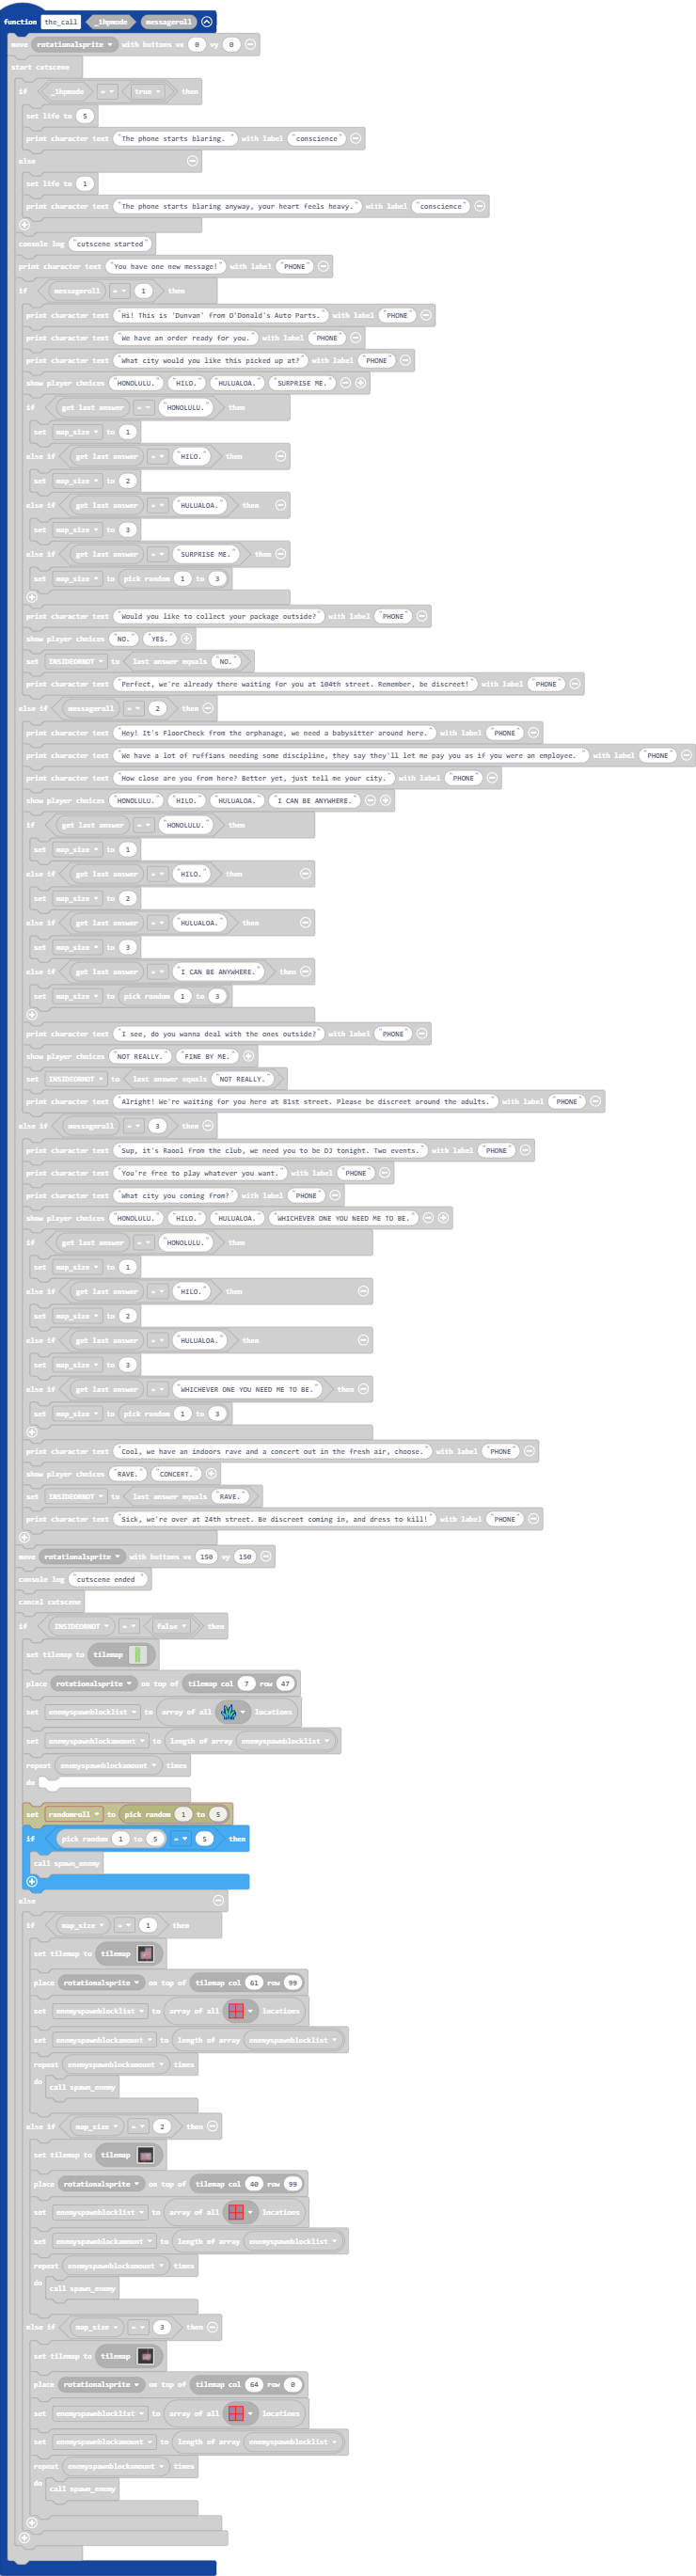 function the_call _1hpmode messageroll
move rotationalsprite with buttons vx 0 vy 0
start cutscene
if _1hpmode = true then
set life to 5
print character text "The phone starts blaring. " with label "conscience"
else
set life to 1
print character text "The phone starts blaring anyway, your heart feels heavy." with label "conscience"
console log "cutscene started"
print character text "You have one new message!" with label "PHONE"
if messageroll = 1 then
print character text "Hi! This is 'Dunvan' from O'Donald's Auto Parts." with label "PHONE"
print character text "We have an order ready for you." with label "PHONE"
print character text "What city would you like this picked up at?" with label "PHONE"
show player choices "HONOLULU." "HILO." "HULUALOA." "SURPRISE ME."
if get last answer = "HONOLULU." then
set map_size to 1
else if get last answer = "HILO." then
set map_size to 2
else if get last answer = "HULUALOA." then
set map_size to 3
else if get last answer = "SURPRISE ME." then
set map_size to pick random 1 to 3
print character text "Would you like to collect your package outside?" with label "PHONE"
show player choices "NO." "YES."
set INSIDEORNOT to last answer equals "NO."
print character text "Perfect, we're already there waiting for you at 104th street. Remember, be discreet!" with label "PHONE"
else if messageroll = 2 then
print character text "Hey! It's FloorCheck from the orphanage, we need a babysitter around here." with label "PHONE"
print character text "We have a lot of ruffians needing some discipline, they say they'll let me pay you as if you were an employee. " with label "PHONE"
print character text "How close are you from here? Better yet, just tell me your city." with label "PHONE"
show player choices "HONOLULU." "HILO." "HULUALOA." "I CAN BE ANYWHERE."
if get last answer = "HONOLULU." then
set map_size to 1
else if get last answer = "HILO." then
set map_size to 2
else if get last answer = "HULUALOA." then
set map_size to 3
else if get last answer = "I CAN BE ANYWHERE." then
set map_size to pick random 1 to 3
print character text "I see, do you wanna deal with the ones outside?" with label "PHONE"
show player choices "NOT REALLY." "FINE BY ME."
set INSIDEORNOT to last answer equals "NOT REALLY."
print character text "Alright! We're waiting for you here at 81st street. Please be discreet around the adults." with label "PHONE"
else if messageroll = 3 then
print character text "Sup, it's Raool from the club, we need you to be DJ tonight. Two events." with label "PHONE"
print character text "You're free to play whatever you want." with label "PHONE"
print character text "What city you coming from?" with label "PHONE"
show player choices "HONOLULU." "HILO." "HULUALOA." "WHICHEVER ONE YOU NEED ME TO BE."
if get last answer = "HONOLULU." then
set map_size to 1
else if get last answer = "HILO." then
set map_size to 2
else if get last answer = "HULUALOA." then
set map_size to 3
else if get last answer = "WHICHEVER ONE YOU NEED ME TO BE." then
set map_size to pick random 1 to 3
print character text "Cool, we have an indoors rave and a concert out in the fresh air, choose." with label "PHONE"
show player choices "RAVE." "CONCERT."
set INSIDEORNOT to last answer equals "RAVE."
print character text "Sick, we're over at 24th street. Be discreet coming in, and dress to kill!" with label "PHONE"
move rotationalsprite with buttons vx 150 vy 150
console log "cutscene ended "
cancel cutscene
if INSIDEORNOT = false then
set tilemap to tilemap
place rotationalsprite on top of tilemap col 7 row 47
set enemyspawnblocklist to array of all locations
set enemyspawnblockamount to length of array enemyspawnblocklist
repeat enemyspawnblockamount times
do
set randomroll to pick random 1 to 5
if pick random 1 to 5 = 5 then
call spawn_enemy
else
if map_size = 1 then
set tilemap to tilemap
place rotationalsprite on top of tilemap col 61 row 99
set enemyspawnblocklist to array of all locations
set enemyspawnblockamount to length of array enemyspawnblocklist
repeat enemyspawnblockamount times
do call spawn_enemy
else if map_size = 2 then
set tilemap to tilemap
place rotationalsprite on top of tilemap col 40 row 99
set enemyspawnblocklist to array of all locations
set enemyspawnblockamount to length of array enemyspawnblocklist
repeat enemyspawnblockamount times
do call spawn_enemy
else if map_size = 3 then
set tilemap to tilemap
place rotationalsprite on top of tilemap col 64 row 0
set enemyspawnblocklist to array of all locations
set enemyspawnblockamount to length of array enemyspawnblocklist
repeat enemyspawnblockamount times
do call spawn_enemy